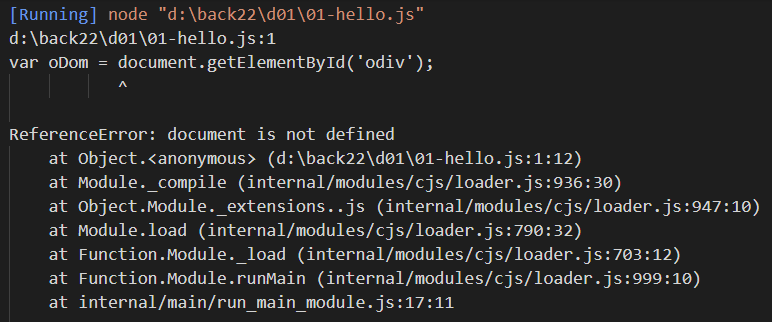 [Running] node "d:\back22\d01\01-hello.js"
d:\back22\d01\01-hello.js:1
var oDom = document.getElementById('odiv');
           ^
ReferenceError: document is not defined
    at Object.<anonymous> (d:\back22\d01\01-hello.js:1:12)
    at Module._compile (internal/modules/cjs/loader.js:936:30)
    at Object.Module._extensions..js (internal/modules/cjs/loader.js:947:10)
    at Module.load (internal/modules/cjs/loader.js:790:32)
    at Function.Module._load (internal/modules/cjs/loader.js:703:12)
    at Function.Module.runMain (internal/modules/cjs/loader.js:999:10)
    at internal/main/run_main_module.js:17:11